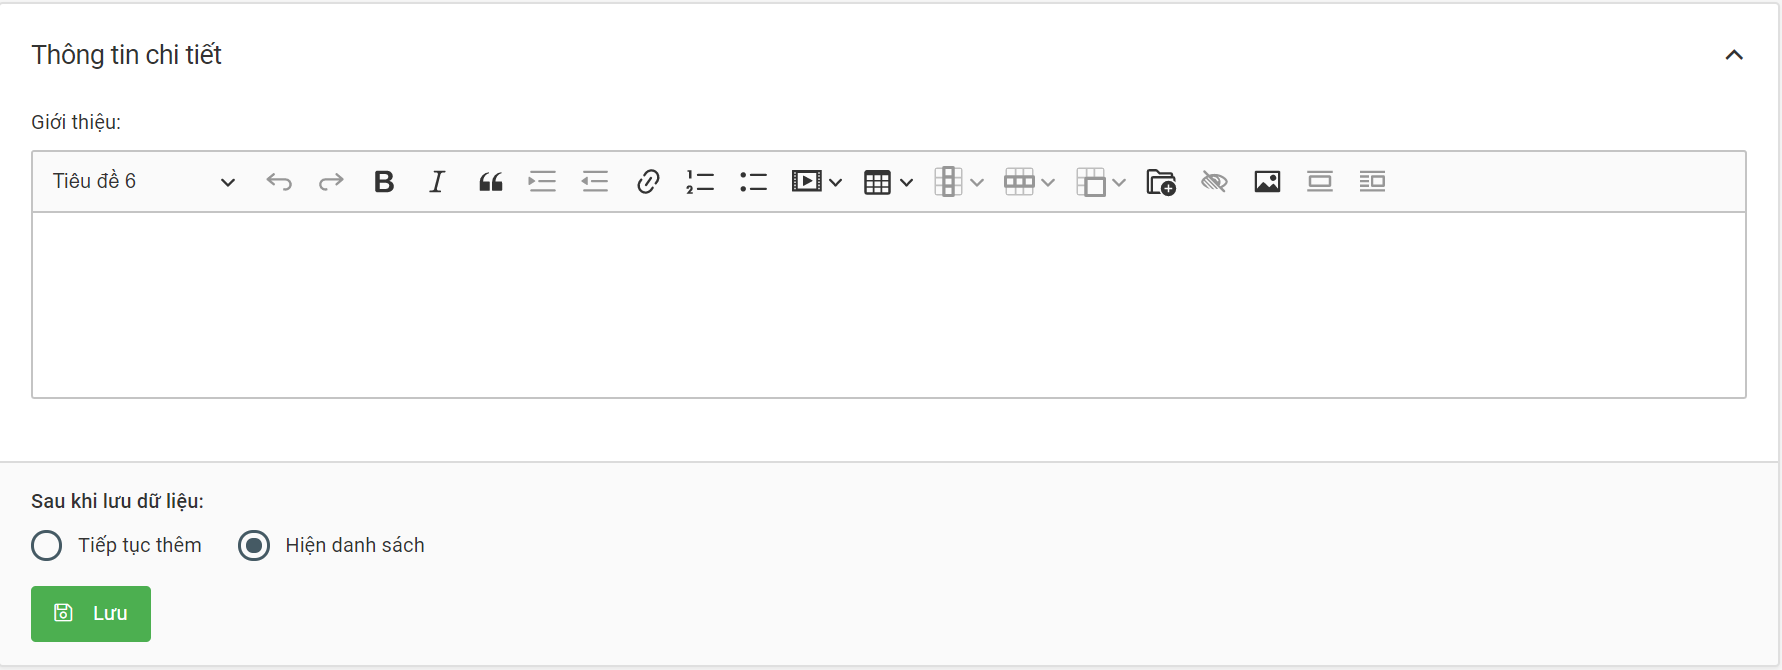 Thông tin chi tiết
Giới thiệu:
Tiêu đề 6
Sau khi lưu dữ liệu:
Tiếp tục thêm Hiện danh sách
Lưu